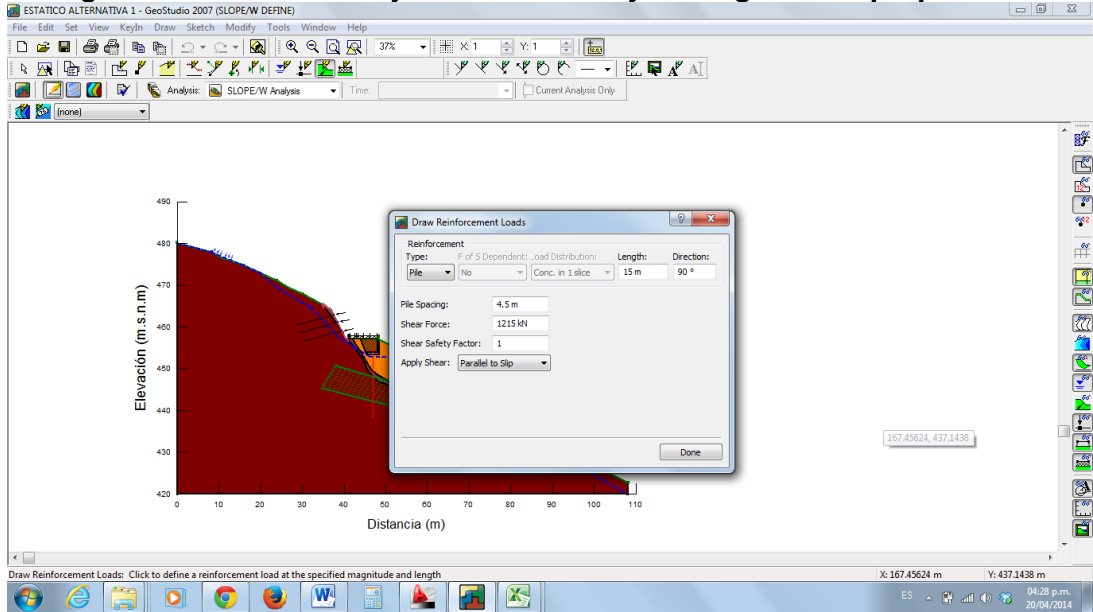 ESTATICO ALTERNATIVA 1 - GeoStudio 2007 (SLOPE/W DEFINE)
File Edit Set View KeyIn Draw Sketch Modify Tools Window Help
37% X: 1 Y: 1
Analysis: SLOPE/W Analysis Time: Current Analysis Only
(none)
490
480
470
460
450
440
430
420
Elevación (m.s.n.m)
0 10 20 30 40 50 60 70 80 90 100 110
Distancia (m)
Draw Reinforcement Loads
Reinforcement
Type: F of S Dependent: Load Distribution: Length: Direction:
Pile No Conc. in 1 slice 15 m 90 °
Pile Spacing: 4.5 m
Shear Force: 1215 kN
Shear Safety Factor: 1
Apply Shear: Parallel to Slip
Done
167.45624, 437.1438
Draw Reinforcement Loads: Click to define a reinforcement load at the specified magnitude and length
X: 167.45624 m Y: 437.1438 m
ES
04:28 p.m.
20/04/2014